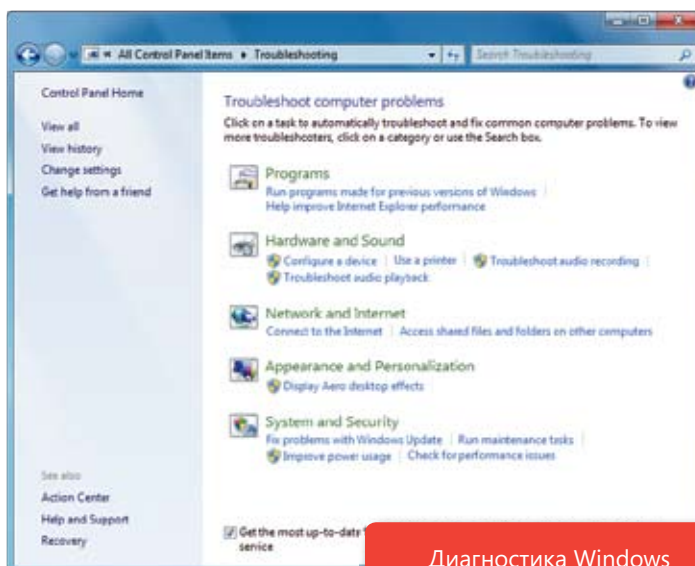 All Control Panel Items ▸ Troubleshooting
Search Troubleshooting
Control Panel Home
View all
View history
Change settings
Get help from a friend
Troubleshoot computer problems
Click on a task to automatically troubleshoot and fix common computer problems. To view
more troubleshooters, click on a category or use the Search box.
Programs
Run programs made for previous versions of Windows
Help improve Internet Explorer performance
Hardware and Sound
Configure a device | Use a printer | Troubleshoot audio recording
Troubleshoot audio playback
Network and Internet
Connect to the Internet | Access shared files and folders on other computers
Appearance and Personalization
Display Aero desktop effects
System and Security
Fix problems with Windows Update | Run maintenance tasks
Improve power usage | Check for performance issues
See also
Action Center
Help and Support
Recovery
Get the most up-to-date
service
Диагностика Windows